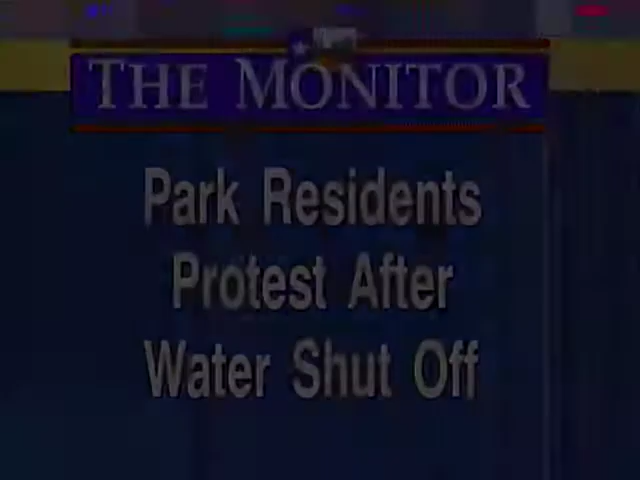 THE MONITOR
Park Residents
Protest After
Water Shut Off